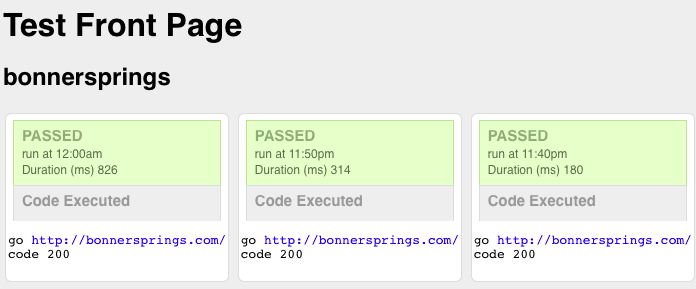 Test Front Page
bonnersprings
PASSED
run at 12:00am
Duration (ms) 826
Code Executed
go http://bonnersprings.com/
code 200
PASSED
run at 11:50pm
Duration (ms) 314
Code Executed
go http://bonnersprings.com/
code 200
PASSED
run at 11:40pm
Duration (ms) 180
Code Executed
go http://bonnersprings.com/
code 200